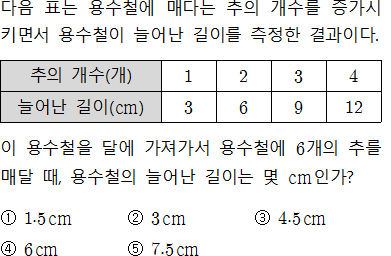 다음 표는 용수철에 매다는 추의 개수를 증가시
키면서 용수철이 늘어난 길이를 측정한 결과이다.
추의 개수(개) 1 2 3 4
늘어난 길이(cm) 3 6 9 12
이 용수철을 달에 가져가서 용수철에 6개의 추를
매달 때, 용수철의 늘어난 길이는 몇 cm인가?
① 1.5cm ② 3cm ③ 4.5cm
④ 6cm ⑤ 7.5cm